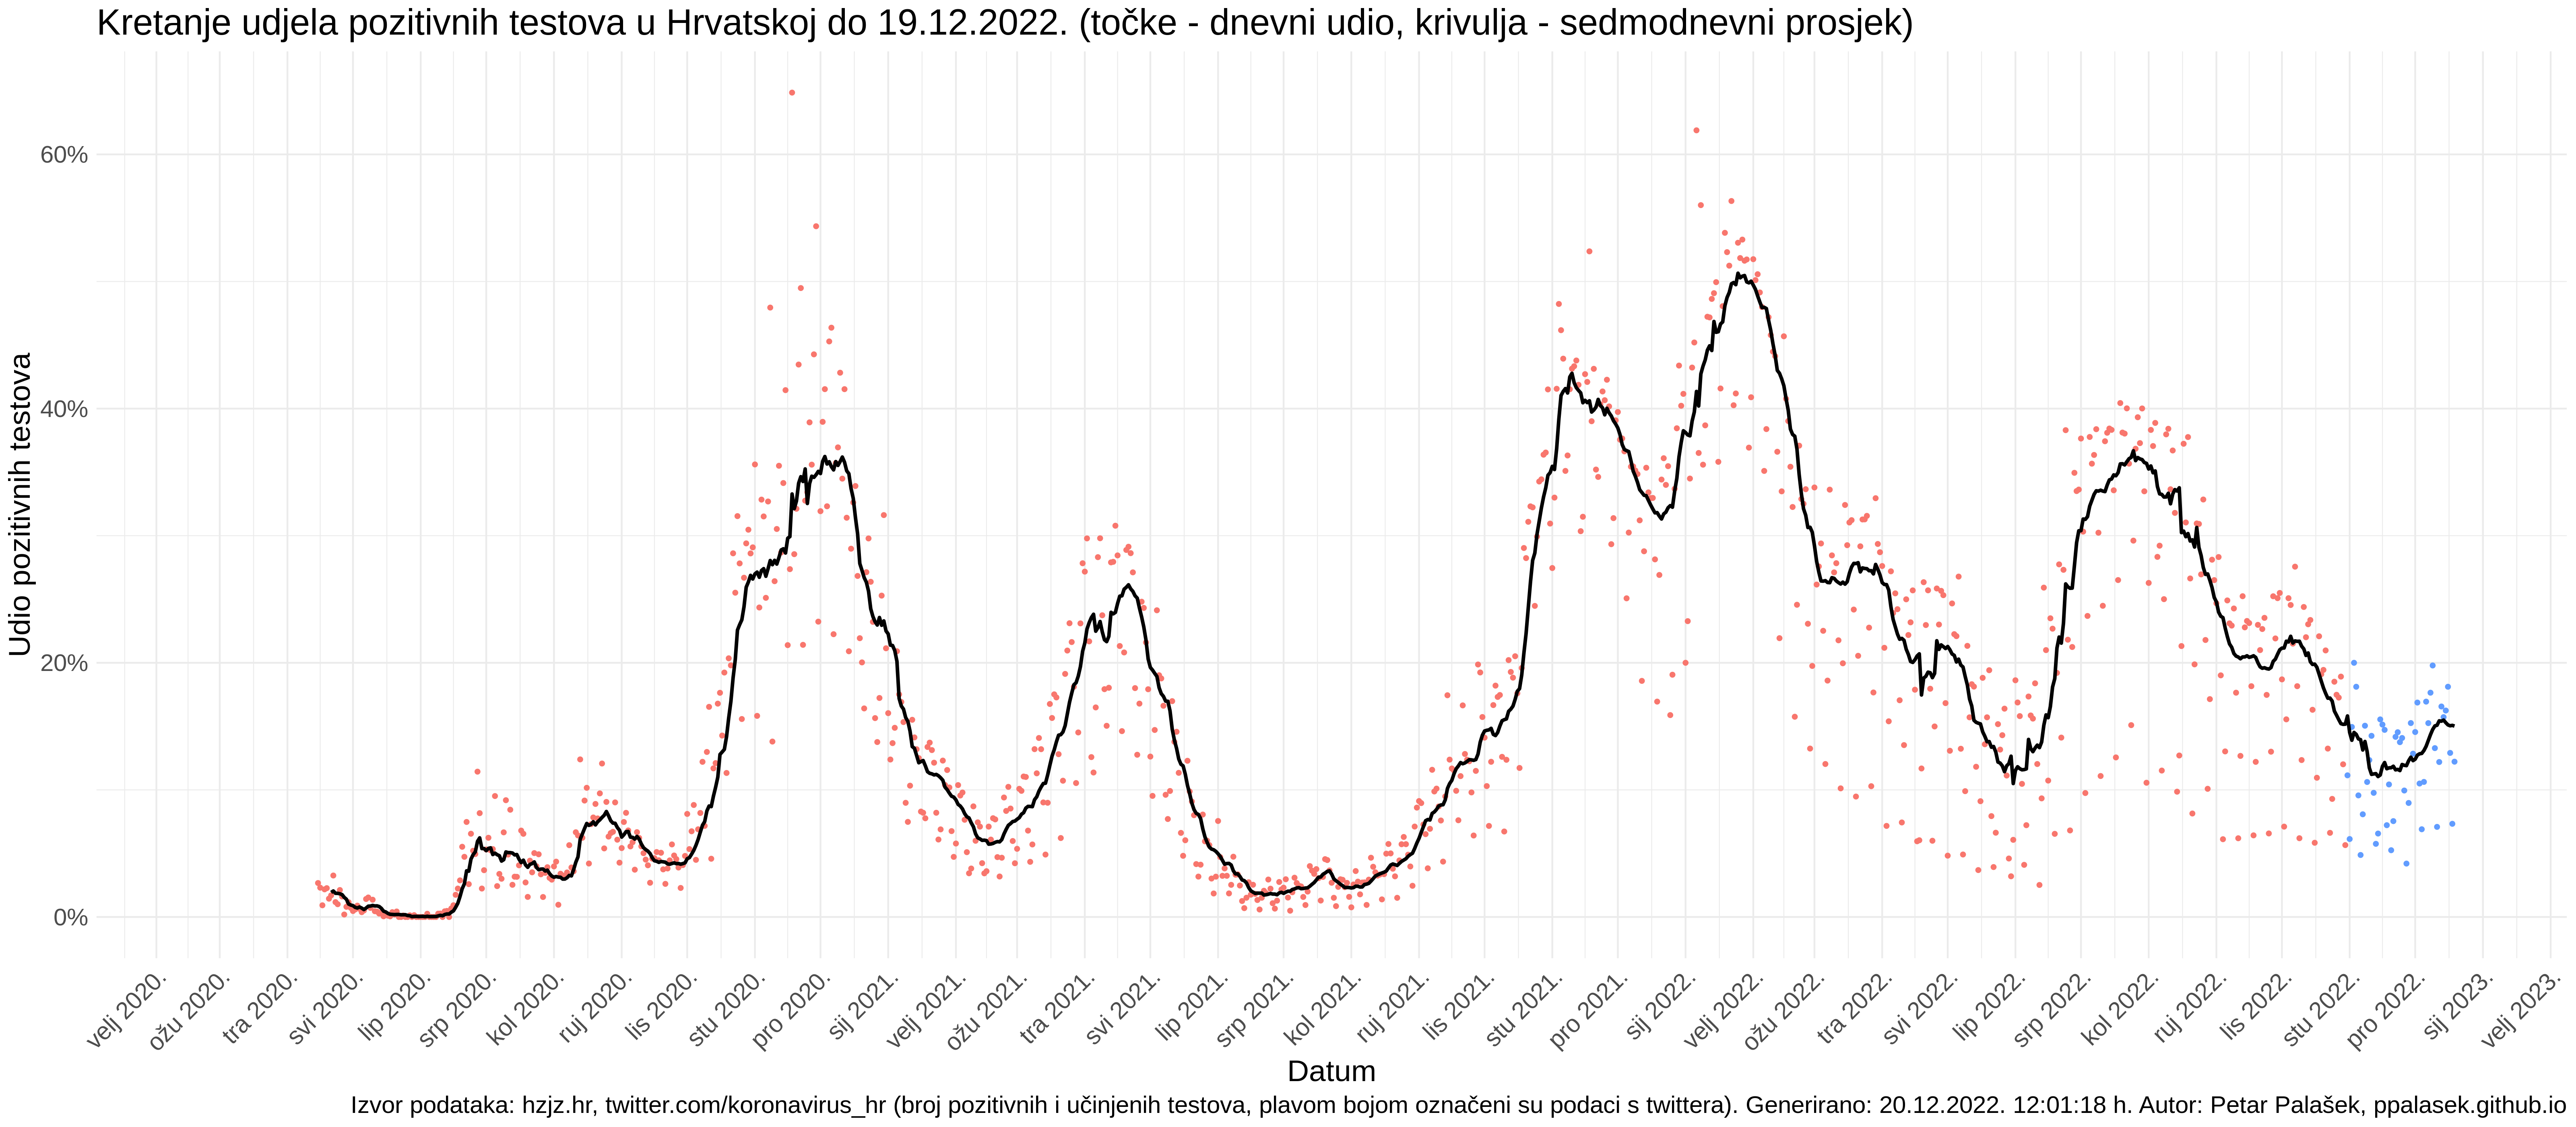 Kretanje udjela pozitivnih testova u Hrvatskoj do 19.12.2022. (točke - dnevni udio, krivulja - sedmodnevni prosjek)
Udio pozitivnih testova
60%
40%
20%
0%
velj 2020.
ožu 2020.
tra 2020.
svi 2020.
lip 2020.
srp 2020.
kol 2020.
ruj 2020.
lis 2020.
stu 2020.
pro 2020.
sij 2021.
velj 2021.
ožu 2021.
tra 2021.
svi 2021.
lip 2021.
srp 2021.
kol 2021.
ruj 2021.
lis 2021.
stu 2021.
pro 2021.
sij 2022.
velj 2022.
ožu 2022.
tra 2022.
svi 2022.
lip 2022.
srp 2022.
kol 2022.
ruj 2022.
lis 2022.
stu 2022.
pro 2022.
sij 2023.
velj 2023.
Datum
Izvor podataka: hzjz.hr, twitter.com/koronavirus_hr (broj pozitivnih i učinjenih testova, plavom bojom označeni su podaci s twittera). Generirano: 20.12.2022. 12:01:18 h. Autor: Petar Palašek, ppalasek.github.io